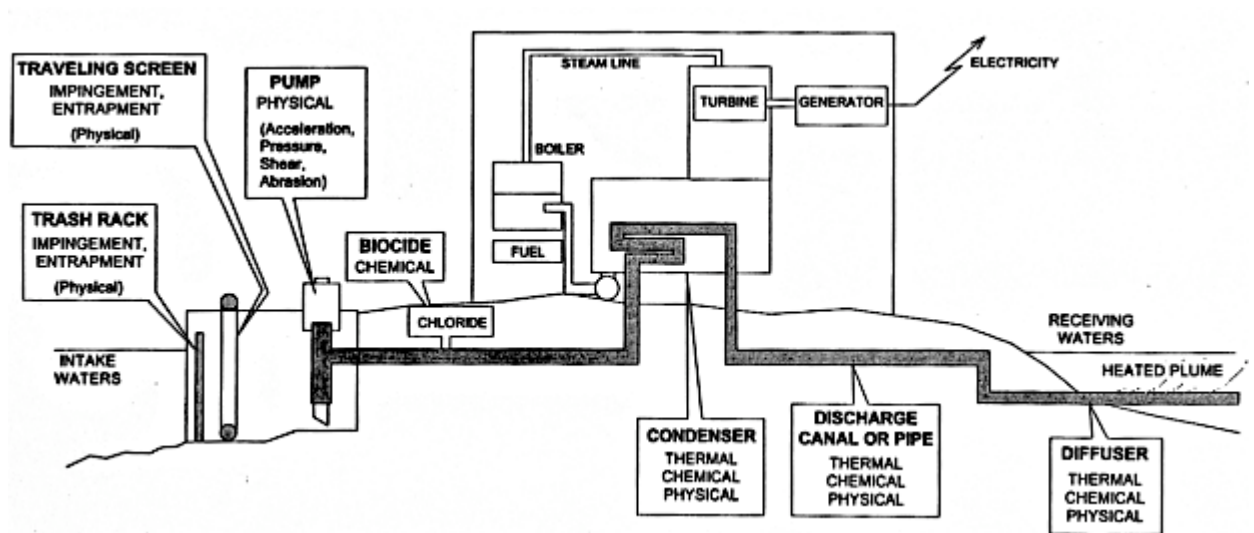 TRAVELING SCREEN
IMPINGEMENT,
ENTRAPMENT
(Physical)
TRASH RACK
IMPINGEMENT,
ENTRAPMENT
(Physical)
INTAKE
WATERS
PUMP
PHYSICAL
(Acceleration,
Pressure,
Shear,
Abrasion)
BIOCIDE
CHEMICAL
CHLORIDE
STEAM LINE
BOILER
FUEL
TURBINE
GENERATOR
ELECTRICITY
CONDENSER
THERMAL
CHEMICAL
PHYSICAL
DISCHARGE
CANAL OR PIPE
THERMAL
CHEMICAL
PHYSICAL
RECEIVING
WATERS
HEATED PLUME
DIFFUSER
THERMAL
CHEMICAL
PHYSICAL